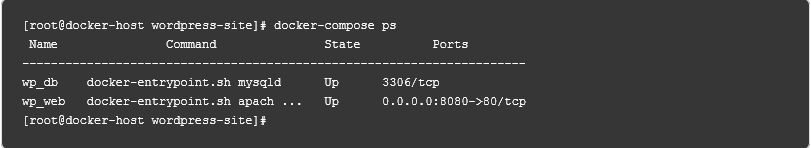 [root@docker-host wordpress-site]# docker-compose ps
Name Command State Ports
----------------------------------------------------------------------
wp_db docker-entrypoint.sh mysqld Up 3306/tcp
wp_web docker-entrypoint.sh apach ... Up 0.0.0.0:8080->80/tcp
[root@docker-host wordpress-site]#